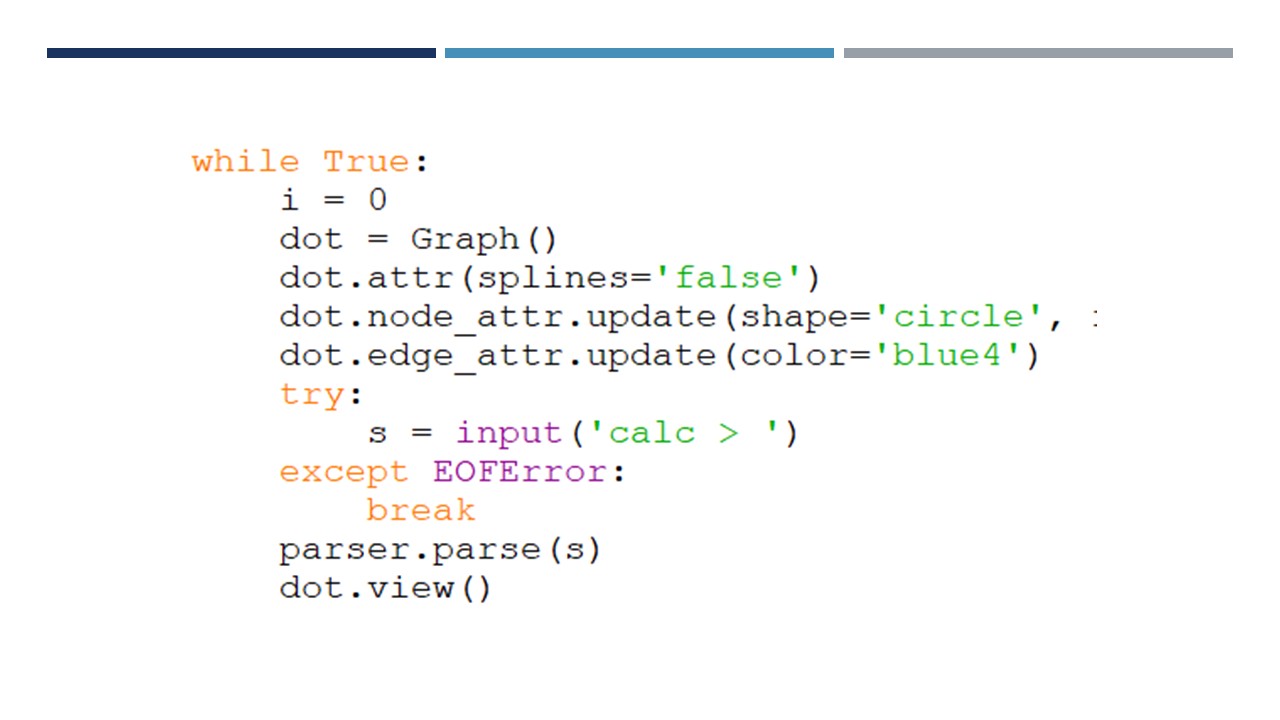 while True:
    i = 0
    dot = Graph()
    dot.attr(splines='false')
    dot.node_attr.update(shape='circle',
    dot.edge_attr.update(color='blue4')
    try:
        s = input('calc > ')
    except EOFError:
        break
    parser.parse(s)
    dot.view()